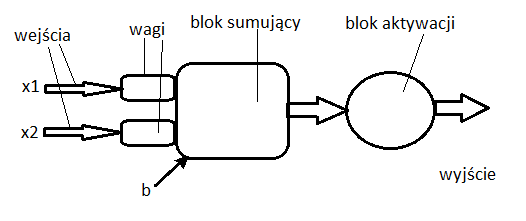 wejścia
wagi
blok sumujący
blok aktywacji
x1
x2
b
wyjście